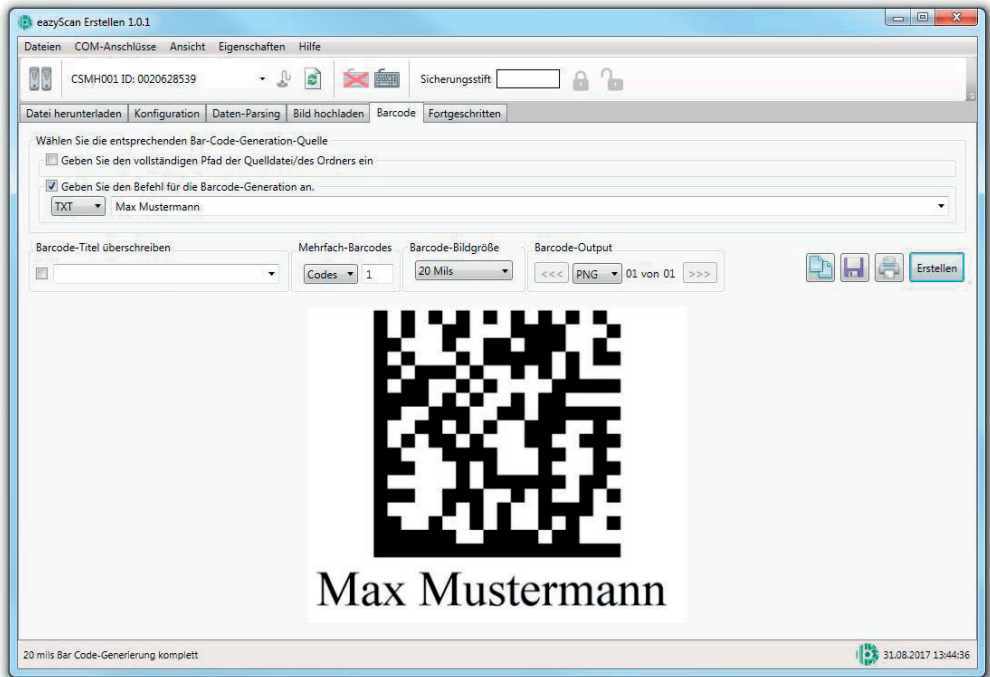 eazyScan Erstellen 1.0.1
Dateien COM-Anschlüsse Ansicht Eigenschaften Hilfe
CSMH001 ID: 0020628539 Sicherungsstift
Datei herunterladen Konfiguration Daten-Parsing Bild hochladen Barcode Fortgeschritten
Wählen Sie die entsprechenden Bar-Code-Generation-Quelle
Geben Sie den vollständigen Pfad der Quelldatei/des Ordners ein
Geben Sie den Befehl für die Barcode-Generation an.
TXT Max Mustermann
Barcode-Titel überschreiben Mehrfach-Barcodes Barcode-Bildgröße Barcode-Output
Codes 1 20 Mils <<< PNG 01 von 01 >>> Erstellen
Max Mustermann
20 mils Bar Code-Generierung komplett 31.08.2017 13:44:36